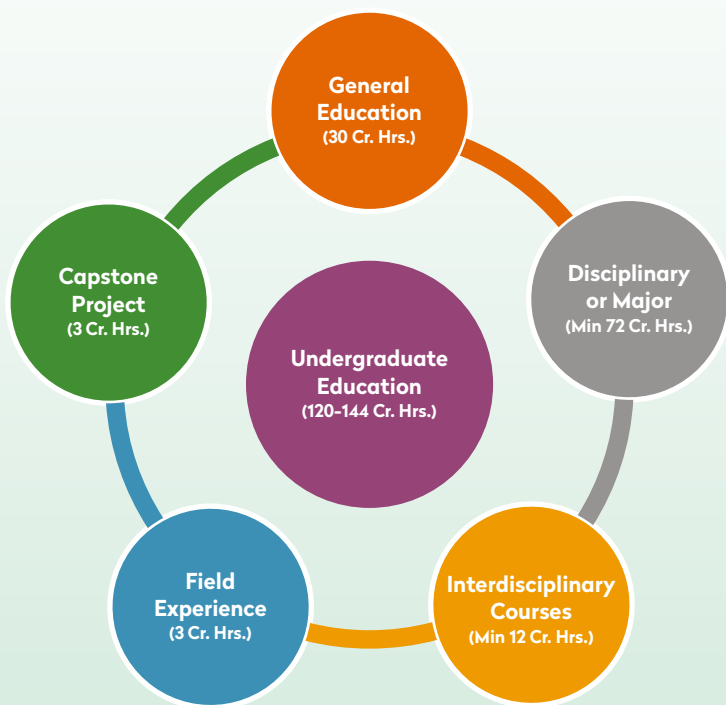 General
Education
(30 Cr. Hrs.)
Disciplinary
or Major
(Min 72 Cr. Hrs.)
Interdisciplinary
Courses
(Min 12 Cr. Hrs.)
Field
Experience
(3 Cr. Hrs.)
Capstone
Project
(3 Cr. Hrs.)
Undergraduate
Education
(120-144 Cr. Hrs.)